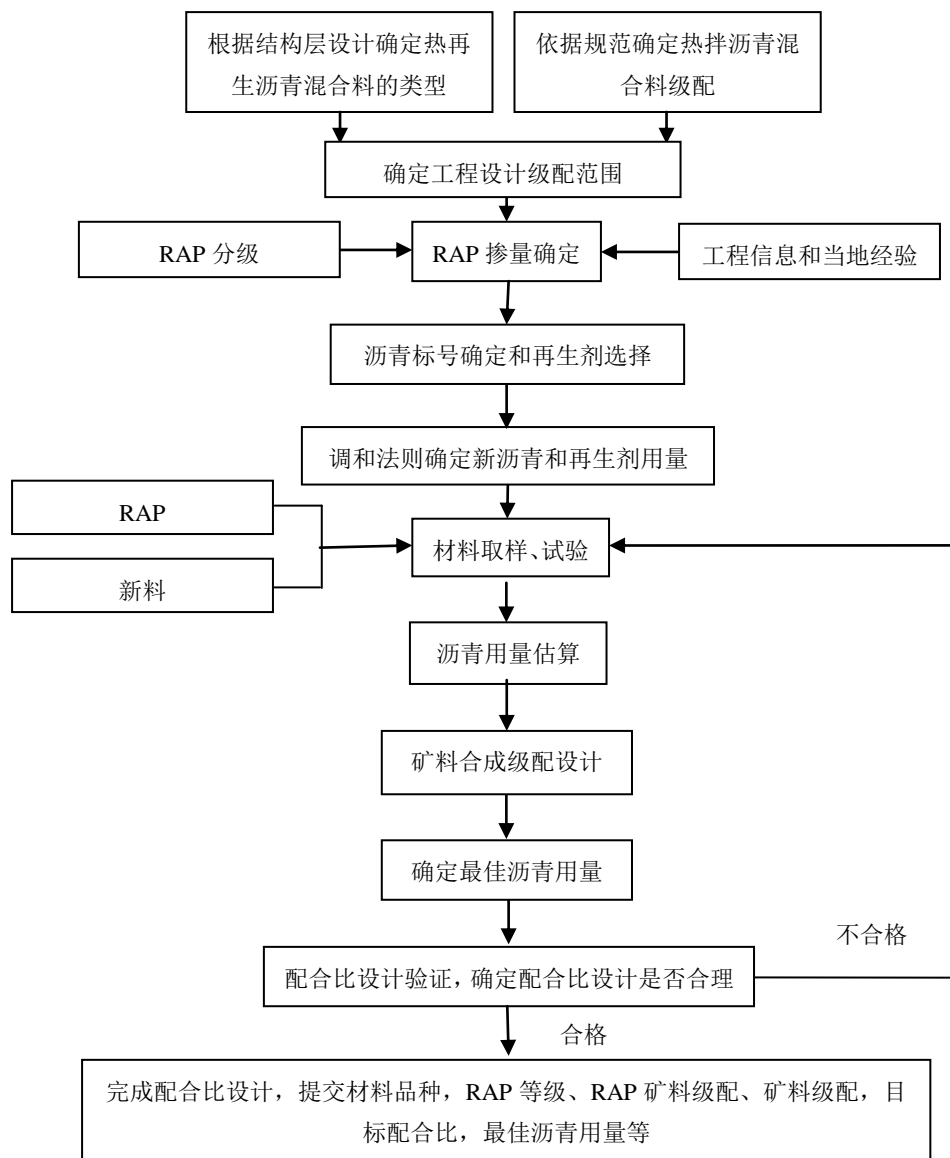 根据结构层设计确定热再
生沥青混合料的类型
依据规范确定热拌沥青混
合料级配
确定工程设计级配范围
RAP 分级
RAP 掺量确定
工程信息和当地经验
沥青标号确定和再生剂选择
调和法则确定新沥青和再生剂用量
RAP
材料取样、试验
新料
沥青用量估算
矿料合成级配设计
确定最佳沥青用量
不合格
配合比设计验证，确定配合比设计是否合理
合格
完成配合比设计，提交材料品种，RAP 等级、RAP 矿料级配、矿料级配，目
标配合比，最佳沥青用量等